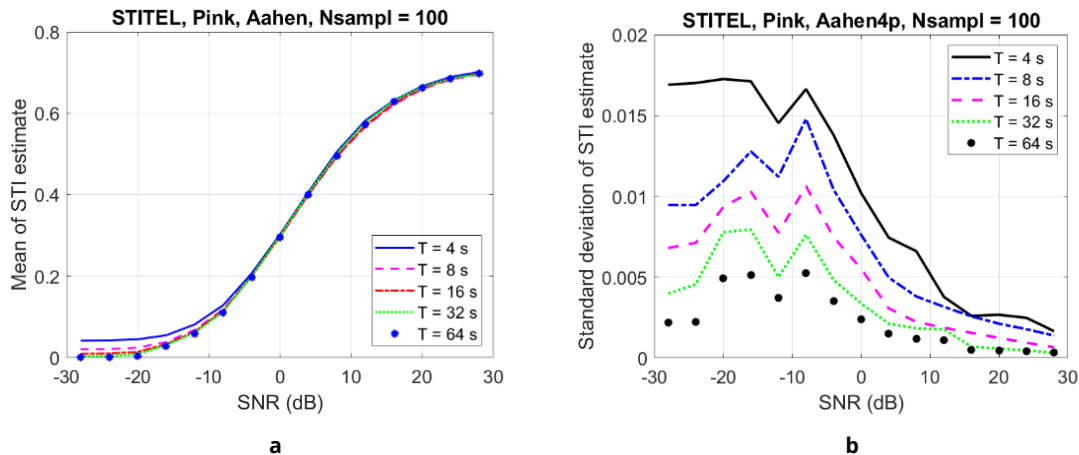 STITEL, Pink, Aahen, Nsampl = 100
0.8
0.6
0.4
0.2
0
Mean of STI estimate
-30
-20
-10
0
10
20
30
SNR (dB)
T = 4 s
T = 8 s
T = 16 s
T = 32 s
T = 64 s
a
STITEL, Pink, Aahen4p, Nsampl = 100
0.02
0.015
0.01
0.005
0
Standard deviation of STI estimate
-30
-20
-10
0
10
20
30
SNR (dB)
T = 4 s
T = 8 s
T = 16 s
T = 32 s
T = 64 s
b